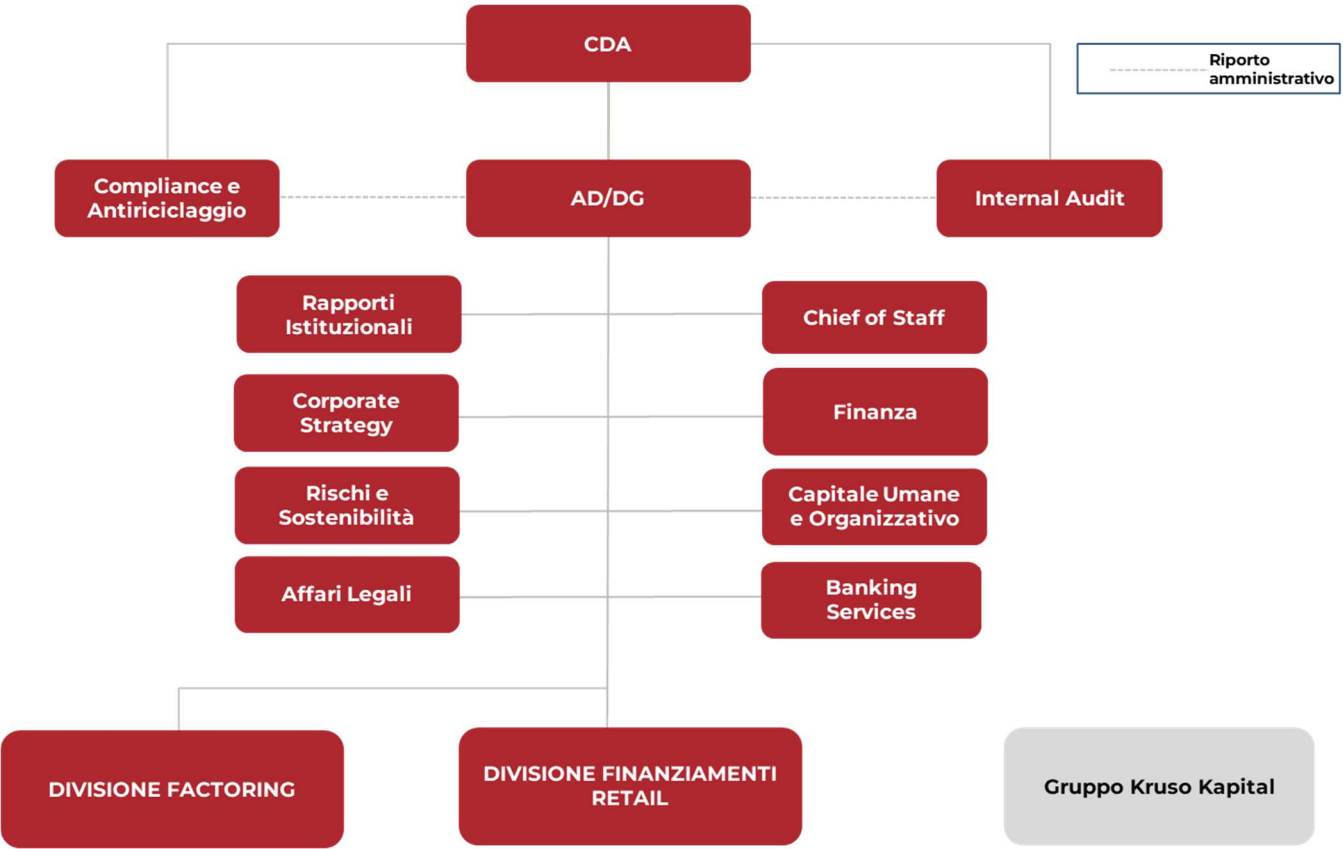 CDA
Riporto
amministrativo
Compliance e
Antiriciclaggio
AD/DG
Internal Audit
Rapporti
Istituzionali
Chief of Staff
Corporate
Strategy
Finanza
Rischi e
Sostenibilità
Capitale Umane
e Organizzativo
Affari Legali
Banking
Services
DIVISIONE FACTORING
DIVISIONE FINANZIAMENTI
RETAIL
Gruppo Kruso Kapital